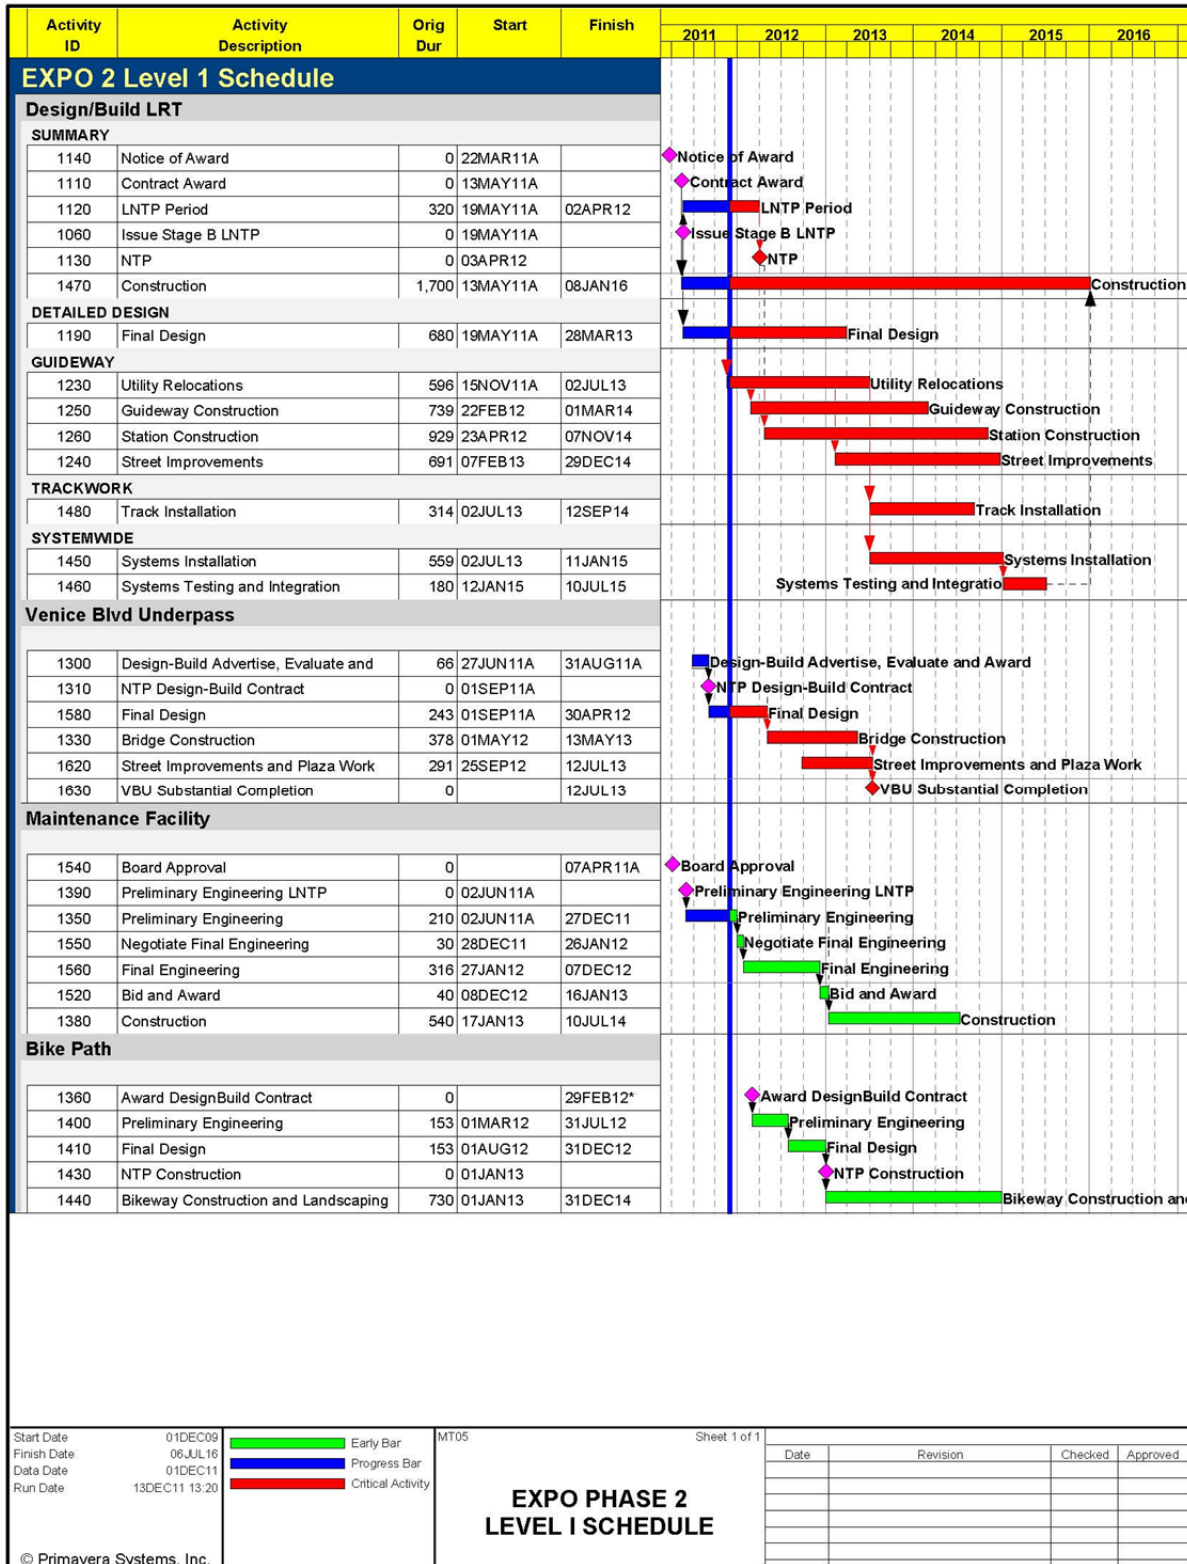 Activity ID Activity Description Orig Dur Start Finish 2011 2012 2013 2014 2015 2016
EXPO 2 Level 1 Schedule
Design/Build LRT
SUMMARY
1140 Notice of Award 0 22MAR11A Notice of Award
1110 Contract Award 0 13MAY11A Contract Award
1120 LNTP Period 320 19MAY11A 02APR12 LNTP Period
1060 Issue Stage B LNTP 0 19MAY11A Issue Stage B LNTP
1130 NTP 0 03APR12 NTP
1470 Construction 1,700 13MAY11A 08JAN16 Construction
DETAILED DESIGN
1190 Final Design 680 19MAY11A 28MAR13 Final Design
GUIDEWAY
1230 Utility Relocations 596 15NOV11A 02JUL13 Utility Relocations
1250 Guideway Construction 739 22FEB12 01MAR14 Guideway Construction
1260 Station Construction 929 23APR12 07NOV14 Station Construction
1240 Street Improvements 691 07FEB13 29DEC14 Street Improvements
TRACKWORK
1480 Track Installation 314 02JUL13 12SEP14 Track Installation
SYSTEMWIDE
1450 Systems Installation 559 02JUL13 11JAN15 Systems Installation
1460 Systems Testing and Integration 180 12JAN15 10JUL15 Systems Testing and Integratio
Venice Blvd Underpass
1300 Design-Build Advertise, Evaluate and 66 27JUN11A 31AUG11A Design-Build Advertise, Evaluate and Award
1310 NTP Design-Build Contract 0 01SEP11A NTP Design-Build Contract
1580 Final Design 243 01SEP11A 30APR12 Final Design
1330 Bridge Construction 378 01MAY12 13MAY13 Bridge Construction
1620 Street Improvements and Plaza Work 291 25SEP12 12JUL13 Street Improvements and Plaza Work
1630 VBU Substantial Completion 0 12JUL13 VBU Substantial Completion
Maintenance Facility
1540 Board Approval 0 07APR11A Board Approval
1390 Preliminary Engineering LNTP 0 02JUN11A Preliminary Engineering LNTP
1350 Preliminary Engineering 210 02JUN11A 27DEC11 Preliminary Engineering
1550 Negotiate Final Engineering 30 28DEC11 26JAN12 Negotiate Final Engineering
1560 Final Engineering 316 27JAN12 07DEC12 Final Engineering
1520 Bid and Award 40 08DEC12 16JAN13 Bid and Award
1380 Construction 540 17JAN13 10JUL14 Construction
Bike Path
1360 Award DesignBuild Contract 0 29FEB12* Award DesignBuild Contract
1400 Preliminary Engineering 153 01MAR12 31JUL12 Preliminary Engineering
1410 Final Design 153 01AUG12 31DEC12 Final Design
1430 NTP Construction 0 01JAN13 NTP Construction
1440 Bikeway Construction and Landscaping 730 01JAN13 31DEC14 Bikeway Construction and
Start Date 01DEC09
Finish Date 06JUL16
Data Date 01DEC11
Run Date 13DEC11 13:20
© Primavera Systems, Inc.
Early Bar
Progress Bar
Critical Activity
MT05 Sheet 1 of 1
EXPO PHASE 2
LEVEL I SCHEDULE
Date Revision Checked Approved